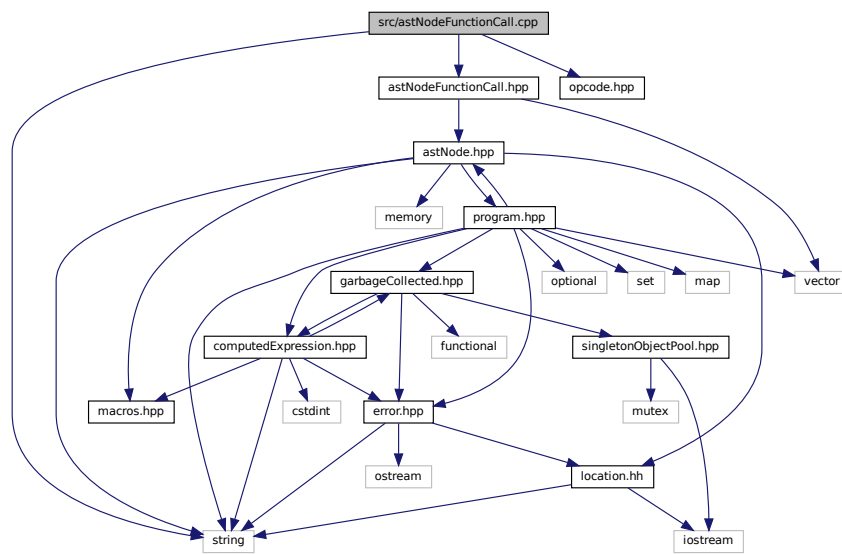 src/astNodeFunctionCall.cpp
astNodeFunctionCall.hpp
opcode.hpp
astNode.hpp
memory
program.hpp
garbageCollected.hpp
optional
set
map
vector
computedExpression.hpp
functional
singletonObjectPool.hpp
macros.hpp
cstdint
error.hpp
mutex
ostream
location.hh
string
iostream